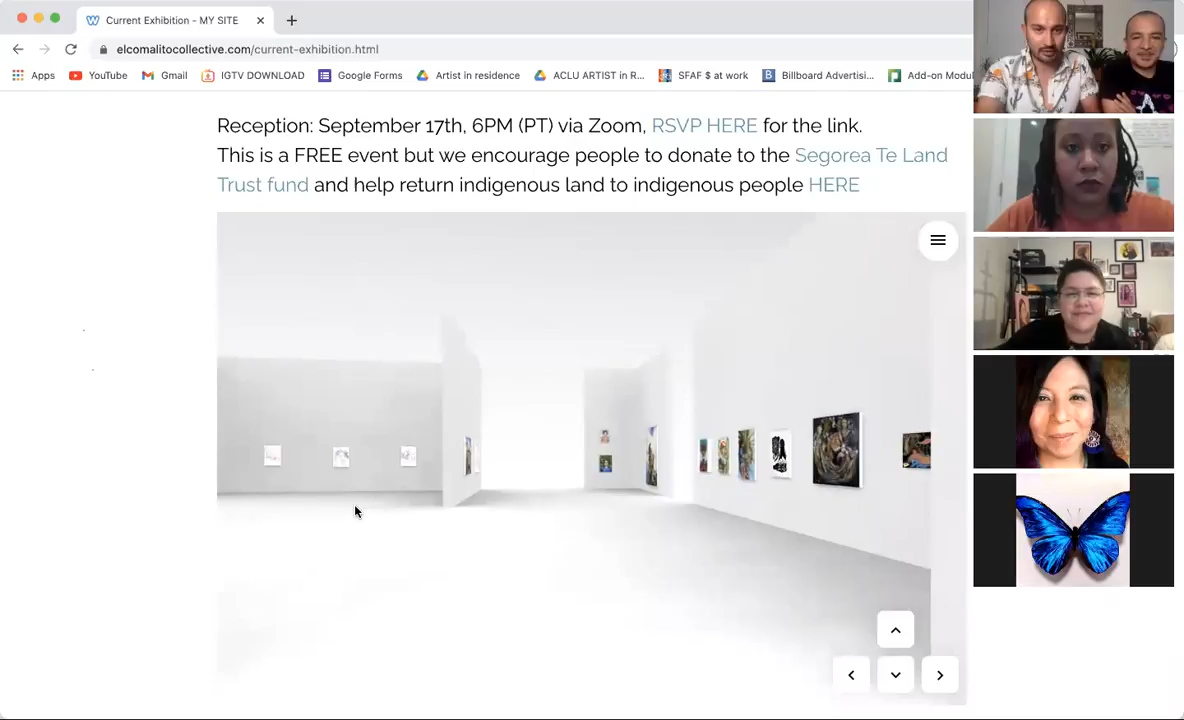 Current Exhibition - MY SITE
elcomalitocollective.com/current-exhibition.html
Apps YouTube Gmail IGTV DOWNLOAD Google Forms Artist in residence ACLU ARTIST in R... SFAF $ at work Billboard Advertisi... Add-on Modul
Reception: September 17th, 6PM (PT) via Zoom, RSVP HERE for the link.
This is a FREE event but we encourage people to donate to the Segorea Te Land
Trust fund and help return indigenous land to indigenous people HERE